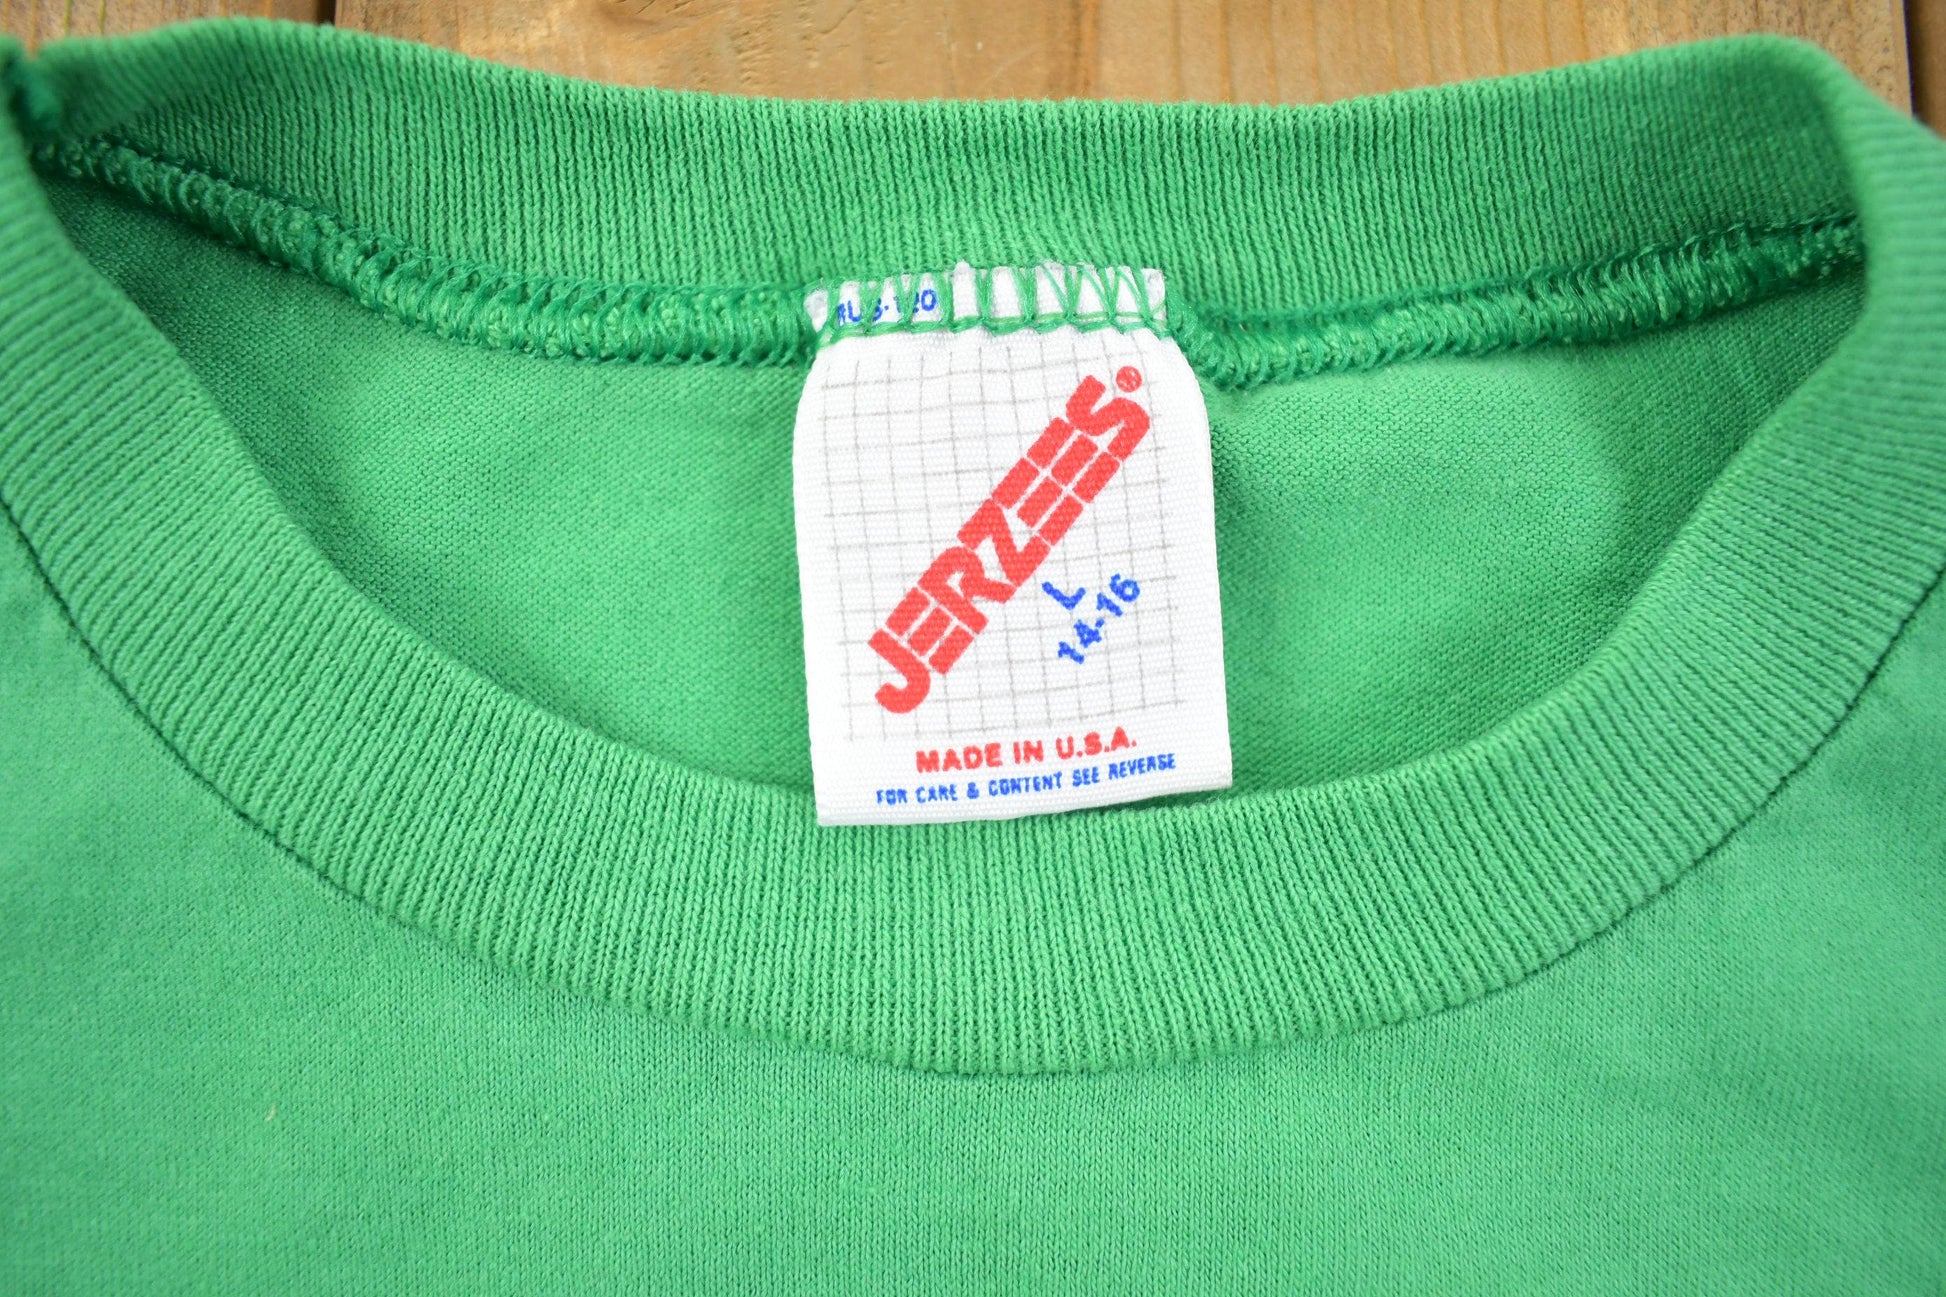 JERZEES®
L
14-16
MADE IN U.S.A.
FOR CARE & CONTENT SEE REVERSE